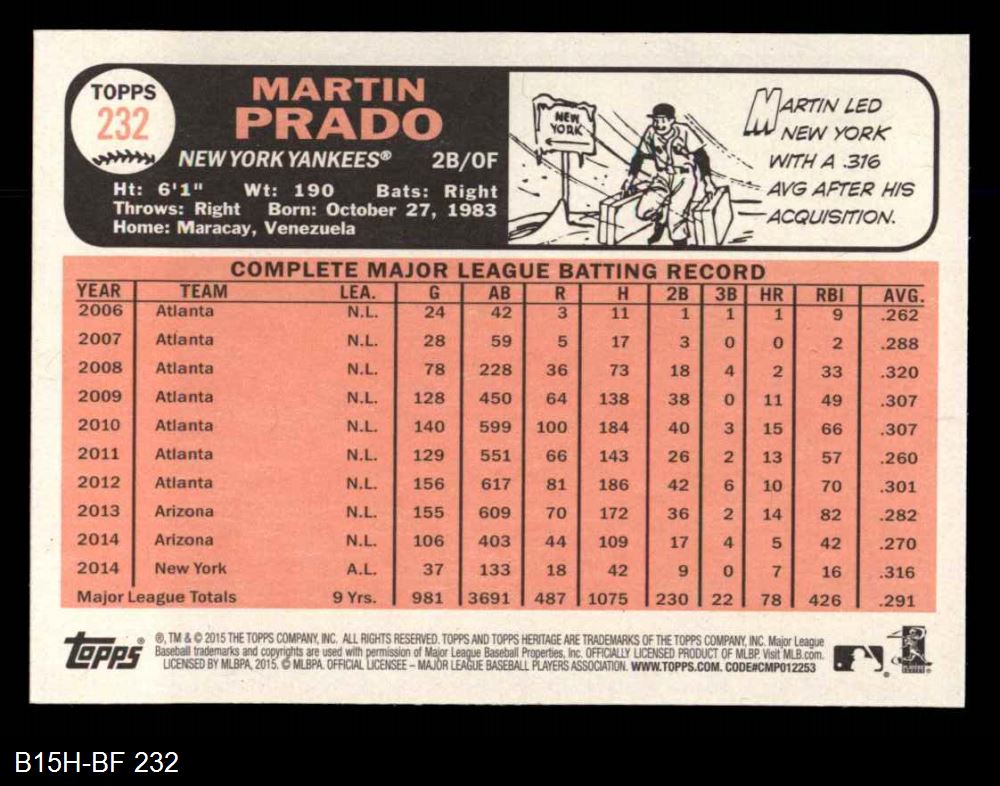 TOPPS
232
MARTIN
PRADO
NEW YORK YANKEES® 2B/OF
Ht: 6'1" Wt: 190 Bats: Right
Throws: Right Born: October 27, 1983
Home: Maracay, Venezuela
NEW
YORK
MARTIN LED
NEW YORK
WITH A .316
AVG AFTER HIS
ACQUISITION.
COMPLETE MAJOR LEAGUE BATTING RECORD
YEAR TEAM LEA. G AB R H 2B 3B HR RBI AVG.
2006 Atlanta N.L. 24 42 3 11 1 1 1 9 .262
2007 Atlanta N.L. 28 59 5 17 3 0 0 2 .288
2008 Atlanta N.L. 78 228 36 73 18 4 2 33 .320
2009 Atlanta N.L. 128 450 64 138 38 0 11 49 .307
2010 Atlanta N.L. 140 599 100 184 40 3 15 66 .307
2011 Atlanta N.L. 129 551 66 143 26 2 13 57 .260
2012 Atlanta N.L. 156 617 81 186 42 6 10 70 .301
2013 Arizona N.L. 155 609 70 172 36 2 14 82 .282
2014 Arizona N.L. 106 403 44 109 17 4 5 42 .270
2014 New York A.L. 37 133 18 42 9 0 7 16 .316
Major League Totals 9 Yrs. 981 3691 487 1075 230 22 78 426 .291
Topps®
®, TM & © 2015 THE TOPPS COMPANY, INC. ALL RIGHTS RESERVED. TOPPS AND TOPPS HERITAGE ARE TRADEMARKS OF THE TOPPS COMPANY, INC. Major League
Baseball trademarks and copyrights are used with permission of Major League Baseball Properties, Inc. OFFICIALLY LICENSED PRODUCT OF MLBP. Visit MLB.com.
LICENSED BY MLBPA, 2015. © MLBPA. OFFICIAL LICENSEE – MAJOR LEAGUE BASEBALL PLAYERS ASSOCIATION. WWW.TOPPS.COM. CODE#CMP012253
B15H-BF 232